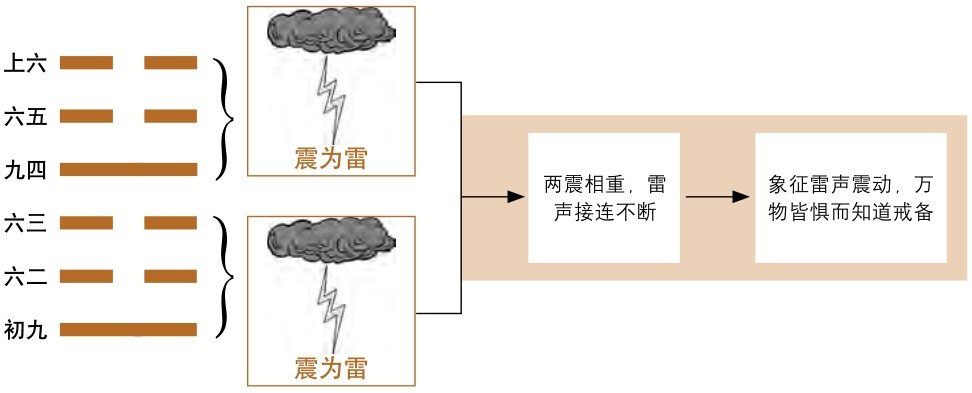 上六
六五
九四
六三
六二
初九
震为雷
震为雷
两震相重，雷
声接连不断
象征雷声震动，万
物皆惧而知道戒备